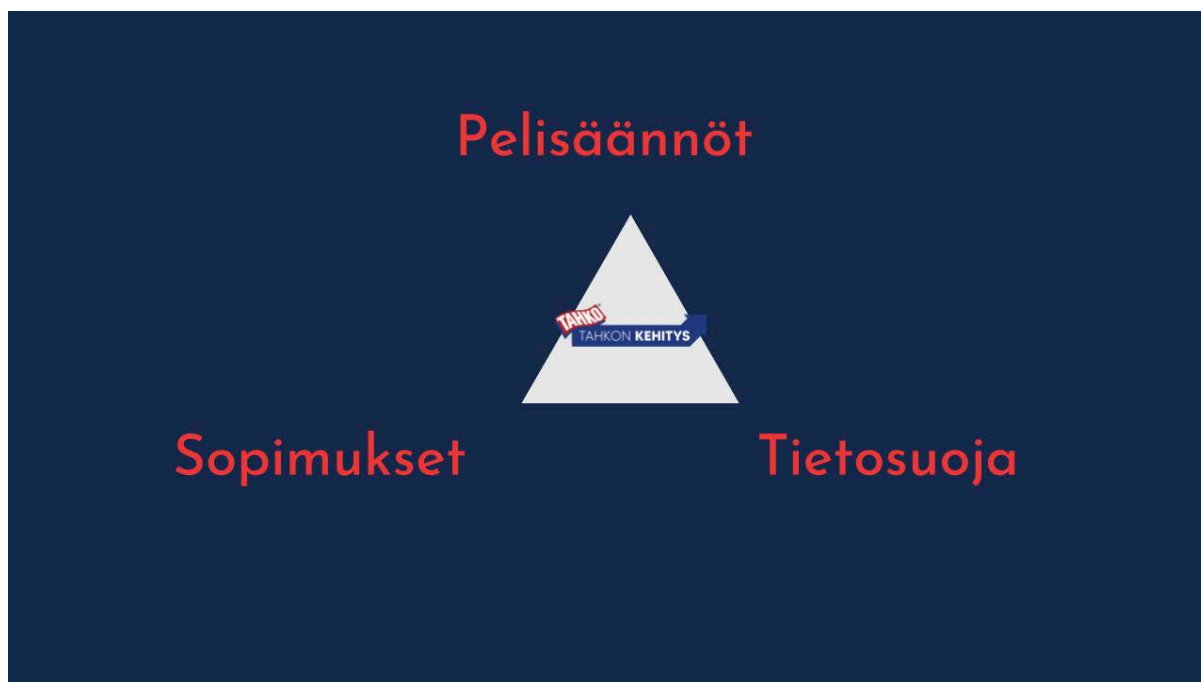 Pelisäännöt
TAHKO
TAHKON KEHITYS
Sopimukset
Tietosuoja